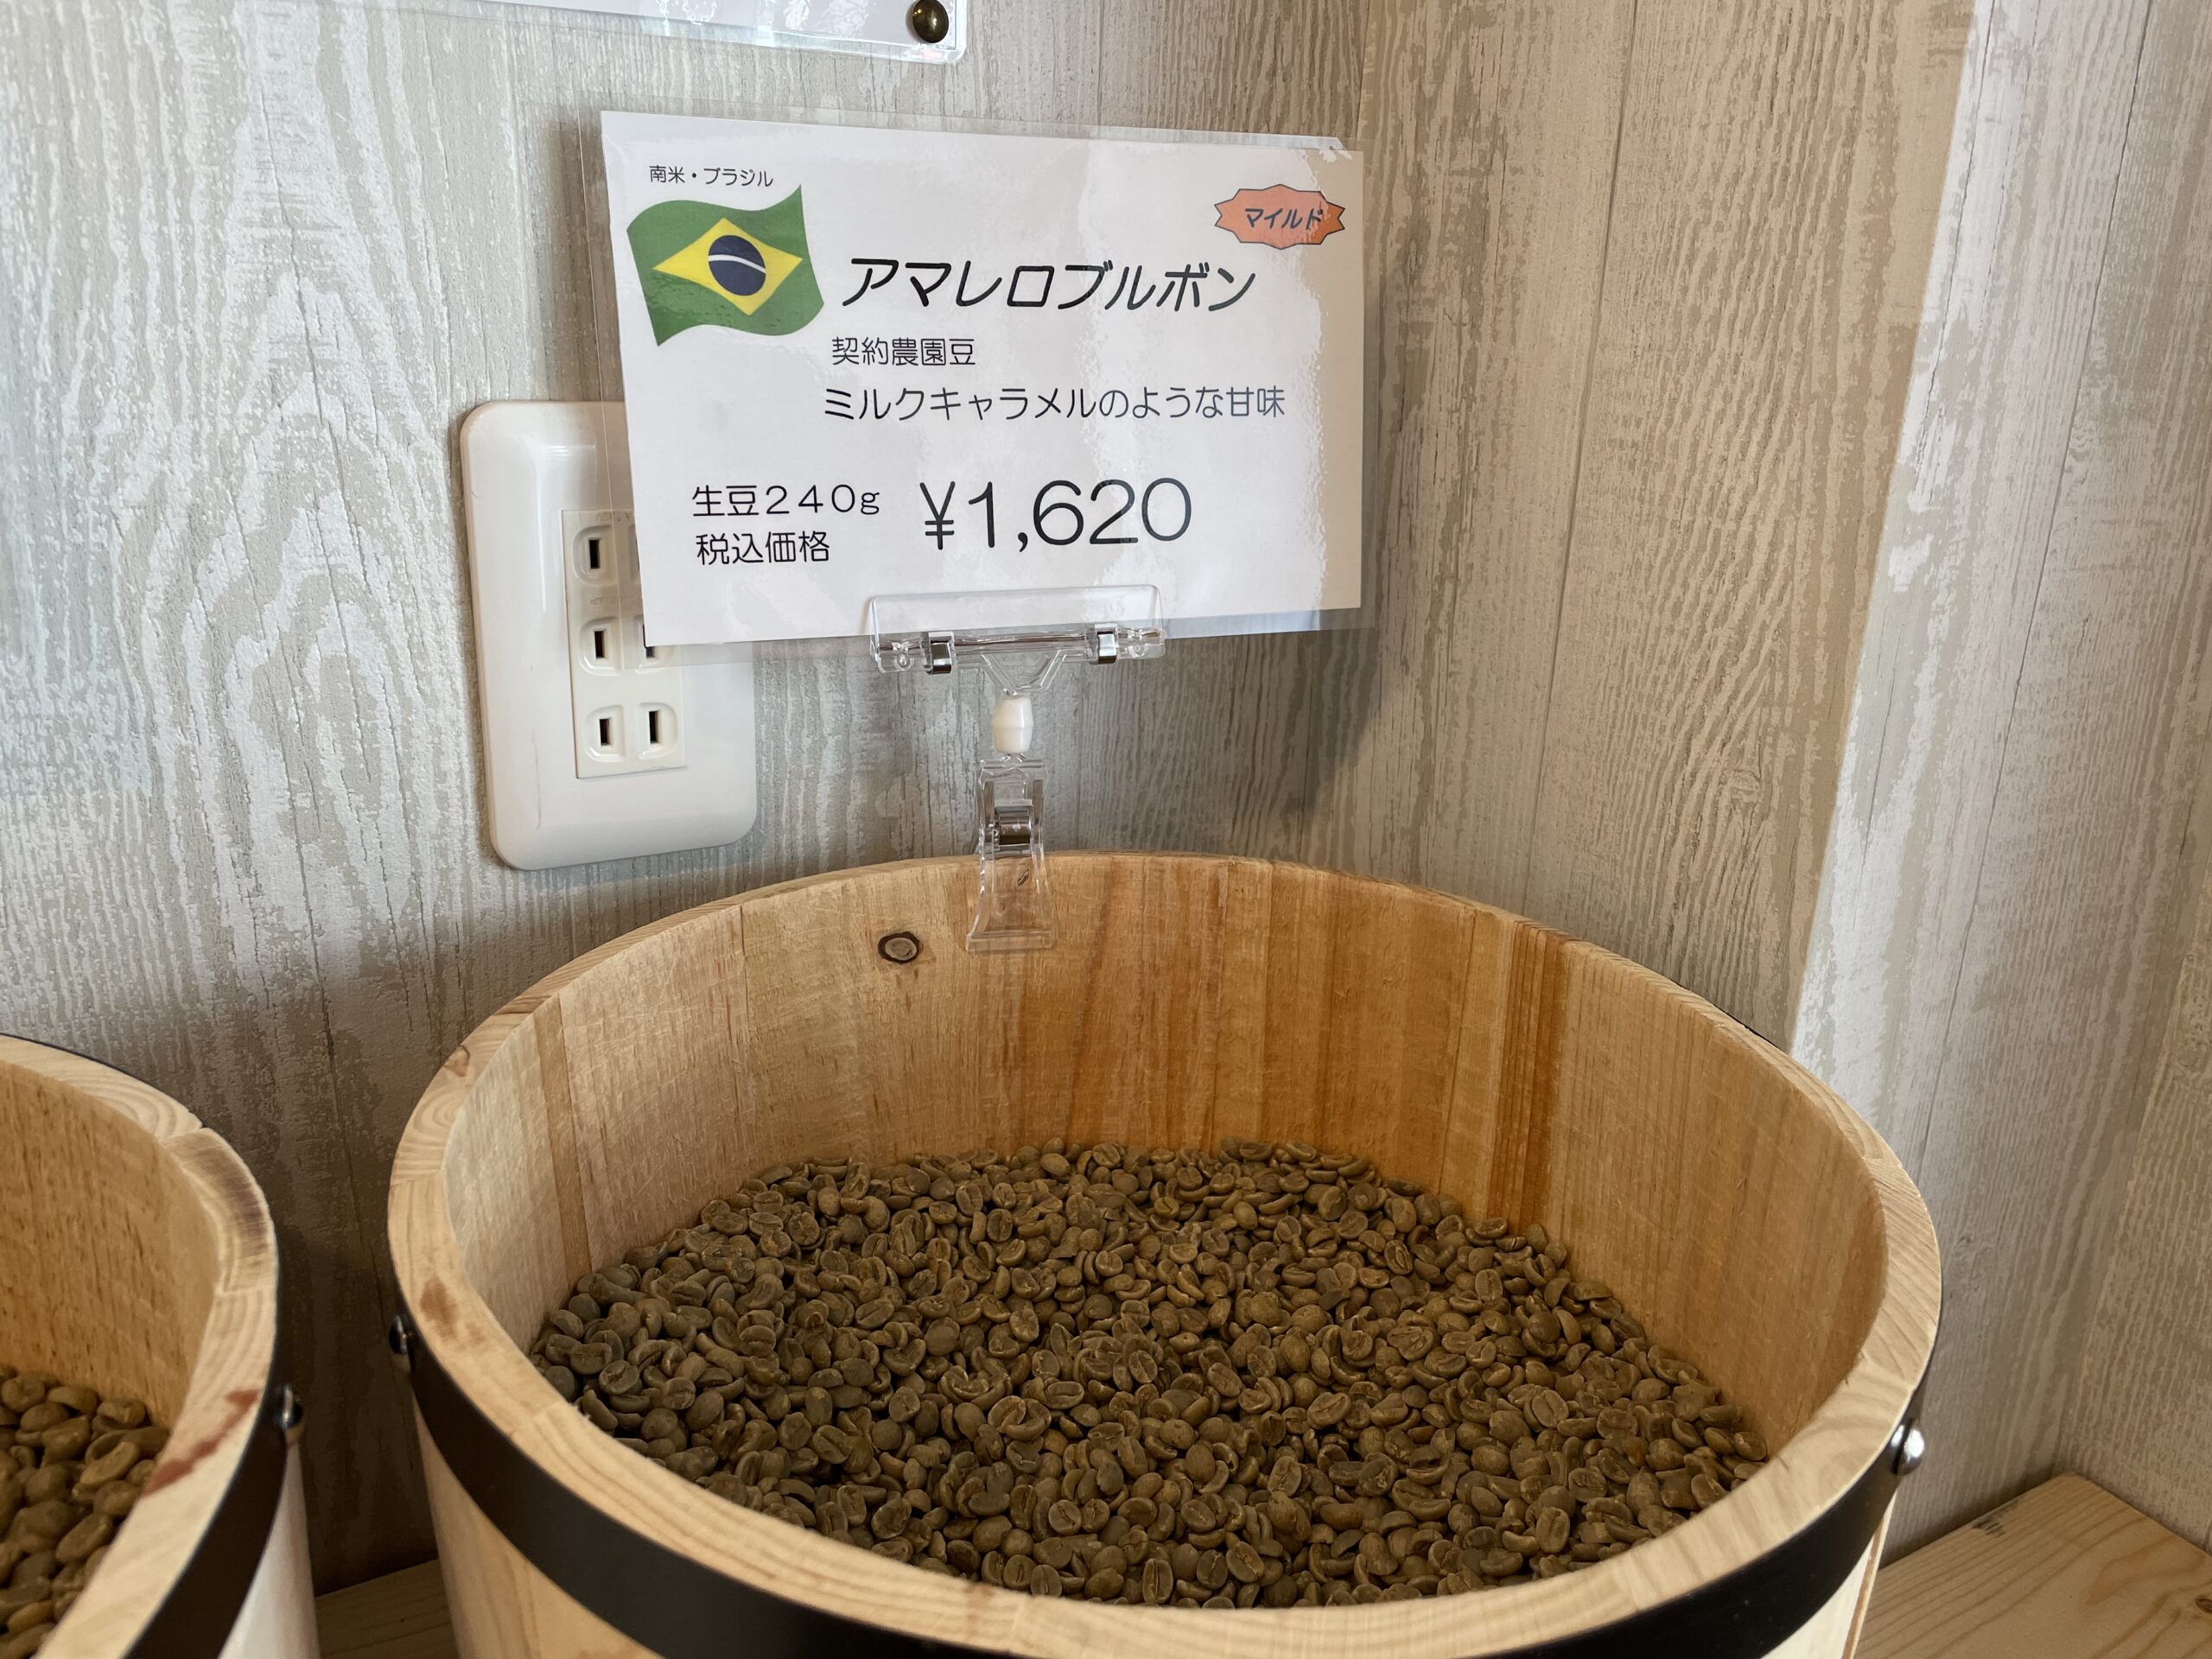 南米・ブラジル
マイルド
アマレロブルボン
契約農園豆
ミルクキャラメルのような甘味
生豆２４０g ¥1,620
税込価格